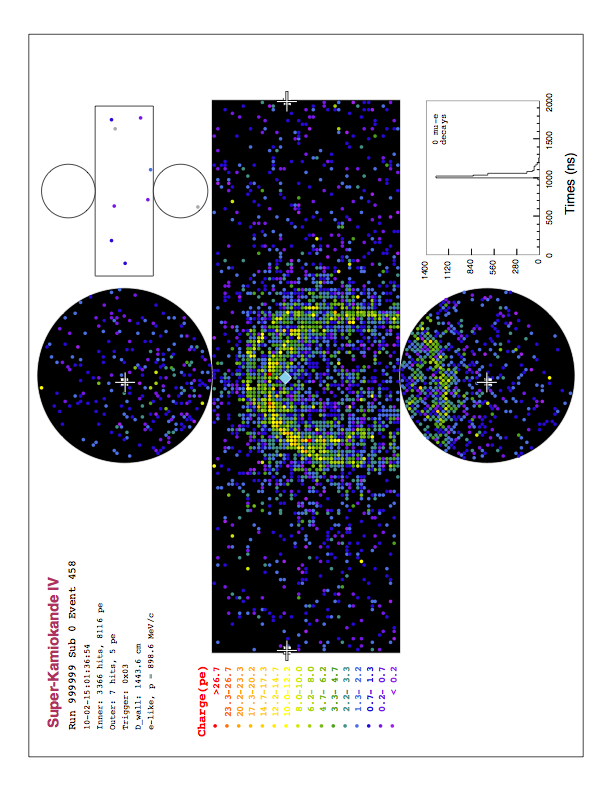 Super-Kamiokande IV
Run 999999 Sub 0 Event 458
10-02-15:01:36:54
Inner: 3366 hits, 8116 pe
Outer: 7 hits, 5 pe
Trigger: 0x03
D_wall: 1443.6 cm
e-like, p = 898.6 MeV/c
Charge(pe)
>26.7
23.3-26.7
20.2-23.3
17.3-20.2
14.7-17.3
12.2-14.7
10.0-12.2
8.0-10.0
6.2- 8.0
4.7- 6.2
3.3- 4.7
2.2- 3.3
1.3- 2.2
0.7- 1.3
0.2- 0.7
< 0.2
0 mu-e
decays
1400
1120
840
560
280
0
0
500
1000
1500
2000
Times (ns)